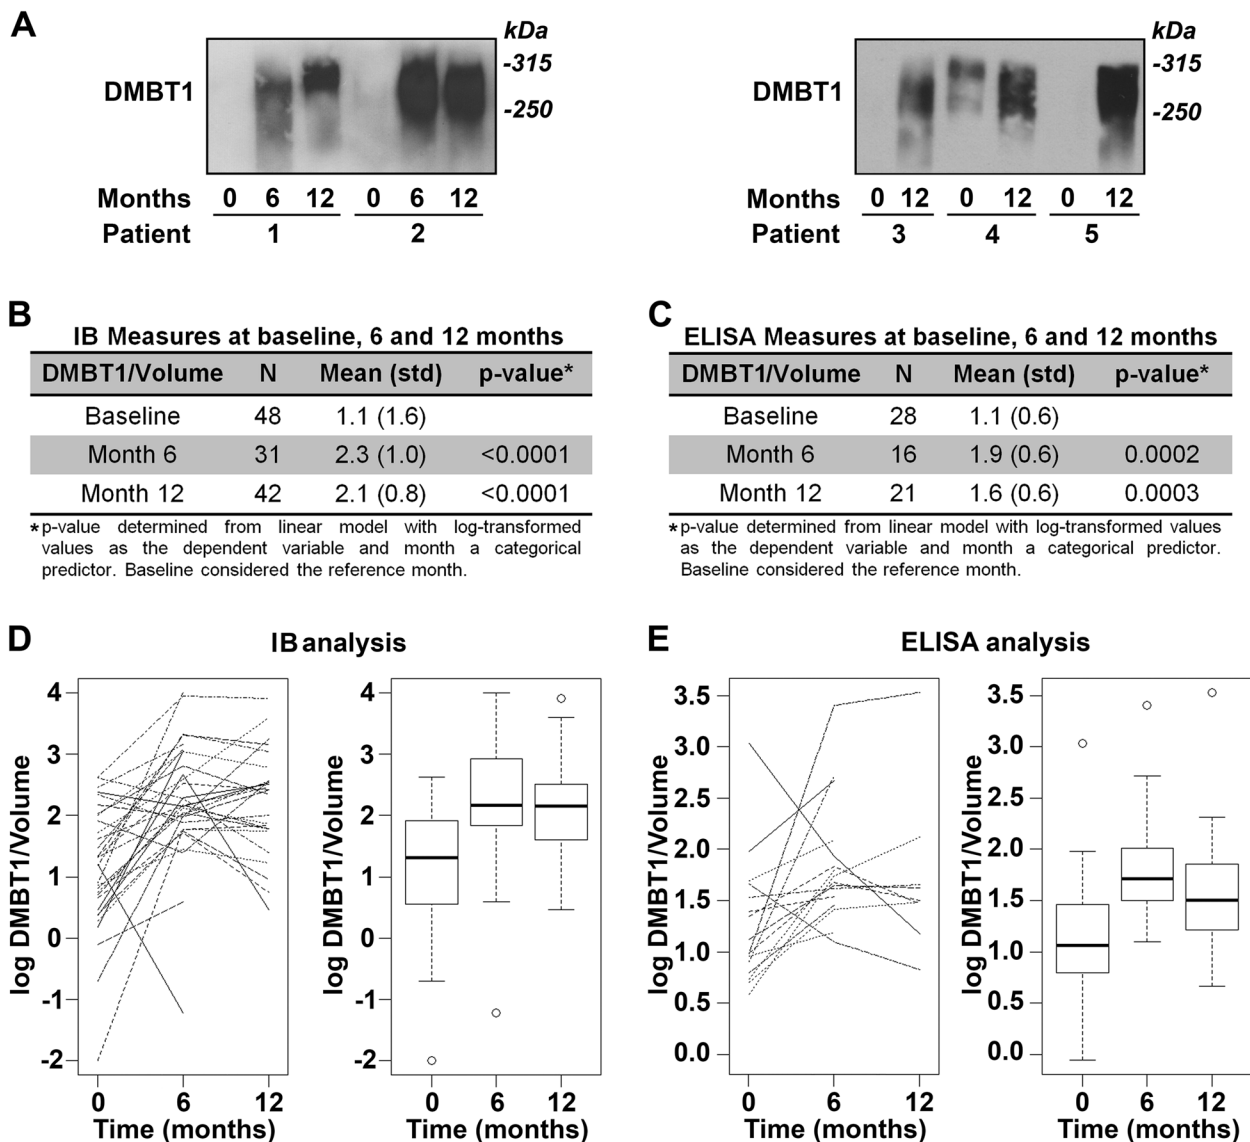 A
kDa
DMBT1
-315
-250
Months 0 6 12 0 6 12
Patient 1 2
kDa
DMBT1
-315
-250
Months 0 12 0 12 0 12
Patient 3 4 5
B
IB Measures at baseline, 6 and 12 months
DMBT1/Volume N Mean (std) p-value*
Baseline 48 1.1 (1.6)
Month 6 31 2.3 (1.0) <0.0001
Month 12 42 2.1 (0.8) <0.0001
*p-value determined from linear model with log-transformed
values as the dependent variable and month a categorical
predictor. Baseline considered the reference month.
C
ELISA Measures at baseline, 6 and 12 months
DMBT1/Volume N Mean (std) p-value*
Baseline 28 1.1 (0.6)
Month 6 16 1.9 (0.6) 0.0002
Month 12 21 1.6 (0.6) 0.0003
*p-value determined from linear model with log-transformed values
as the dependent variable and month a categorical predictor.
Baseline considered the reference month.
D
IB analysis
log DMBT1/Volume
4
3
2
1
0
-1
-2
0 6 12
Time (months)
log DMBT1/Volume
4
3
2
1
0
-1
-2
0 6 12
Time (months)
E
ELISA analysis
log DMBT1/Volume
3.5
3.0
2.5
2.0
1.5
1.0
0.5
0.0
0 6 12
Time (months)
log DMBT1/Volume
3.5
3.0
2.5
2.0
1.5
1.0
0.5
0.0
0 6 12
Time (months)